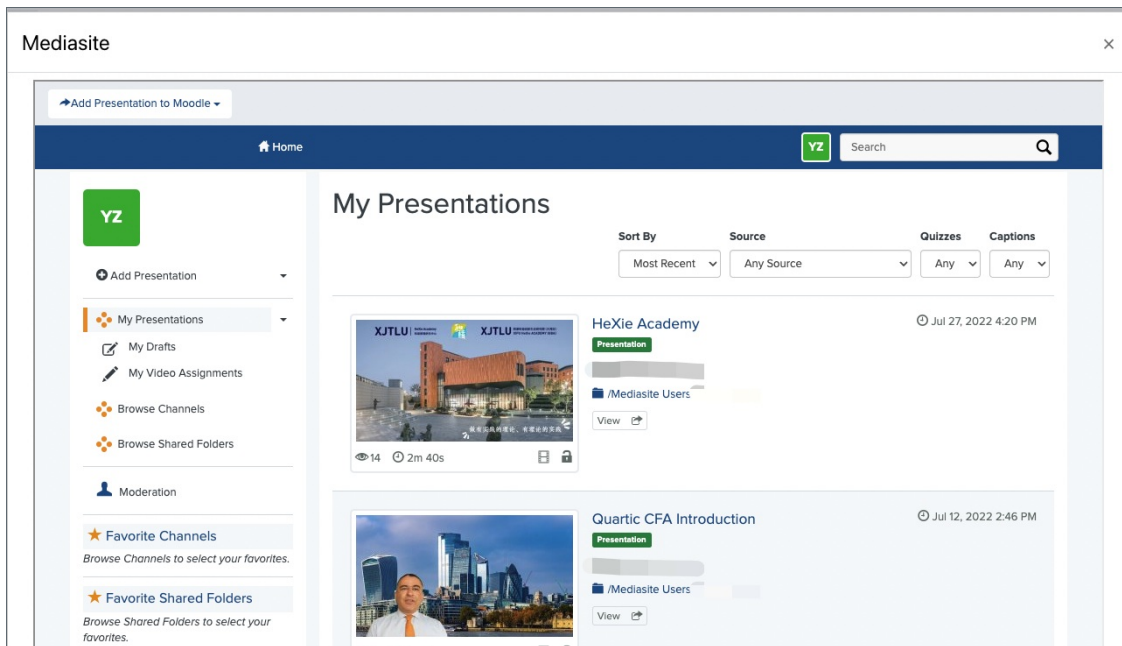 Mediasite
×
Add Presentation to Moodle
Home
YZ
Search
YZ
Add Presentation
My Presentations
My Drafts
My Video Assignments
Browse Channels
Browse Shared Folders
Moderation
Favorite Channels
Browse Channels to select your favorites.
Favorite Shared Folders
Browse Shared Folders to select your
favorites.
My Presentations
Sort By Source Quizzes Captions
Most Recent Any Source Any Any
XJTLU XJTLU
HeXie Academy
Jul 27, 2022 4:20 PM
Presentation
/Mediasite Users
View
14 2m 40s
Quartic CFA Introduction
Jul 12, 2022 2:46 PM
Presentation
/Mediasite Users
View